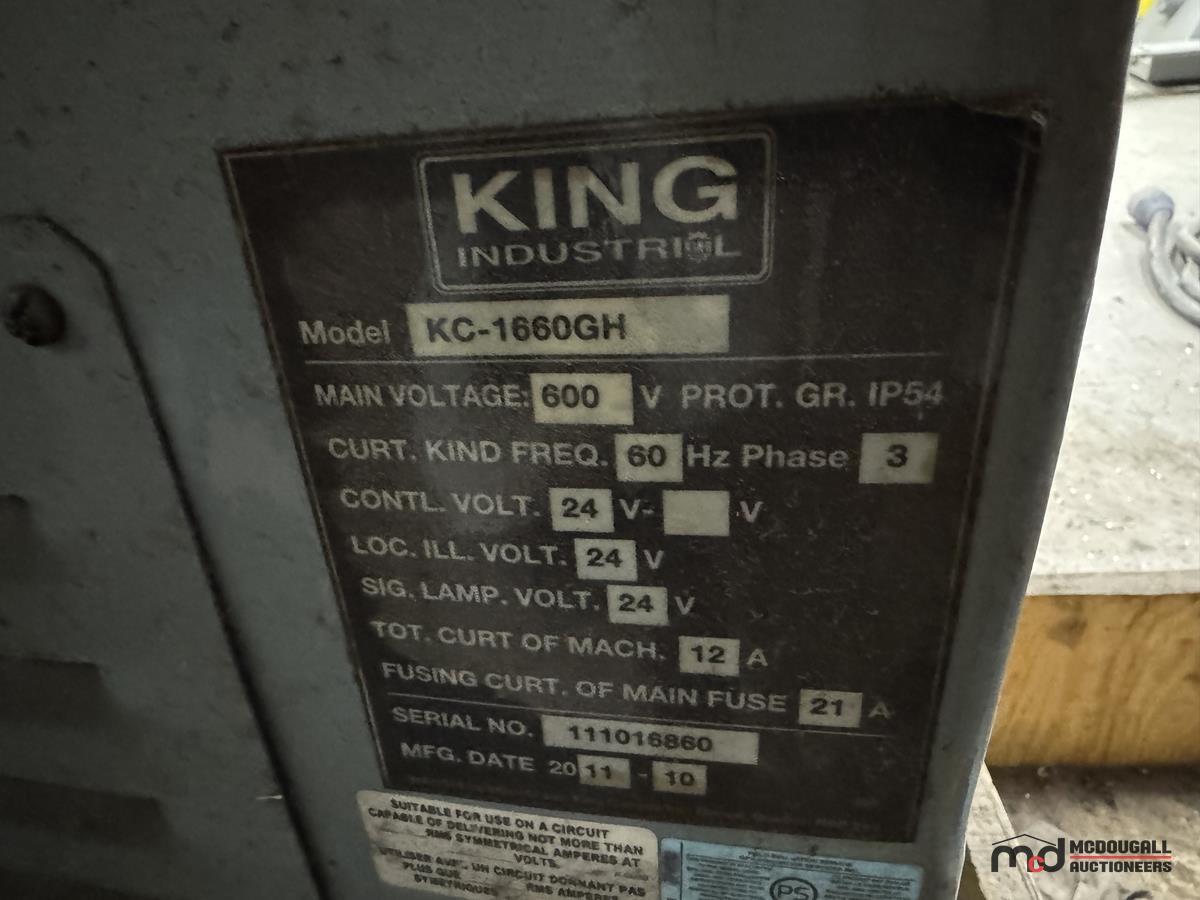 KING
INDUSTRIAL
Model KC-1660GH
MAIN VOLTAGE: 600 V PROT. GR. IP54
CURT. KIND FREQ. 60 Hz Phase 3
CONTL. VOLT. 24 V- V
LOC. ILL. VOLT. 24 V
SIG. LAMP. VOLT. 24 V
TOT. CURT OF MACH. 12 A
FUSING CURT. OF MAIN FUSE 21 A
SERIAL NO. 111016860
MFG. DATE 2011 - 10
SUITABLE FOR USE ON A CIRCUIT
CAPABLE OF DELIVERING NOT MORE THAN
RMS SYMMETRICAL AMPERES AT
VOLTS.
UTILISER AVEC UN CIRCUIT DONNANT PAS
PLUS QUE RMS AMPERES
SYMETRIQUES
PS
mcd MCDOUGALL
AUCTIONEERS